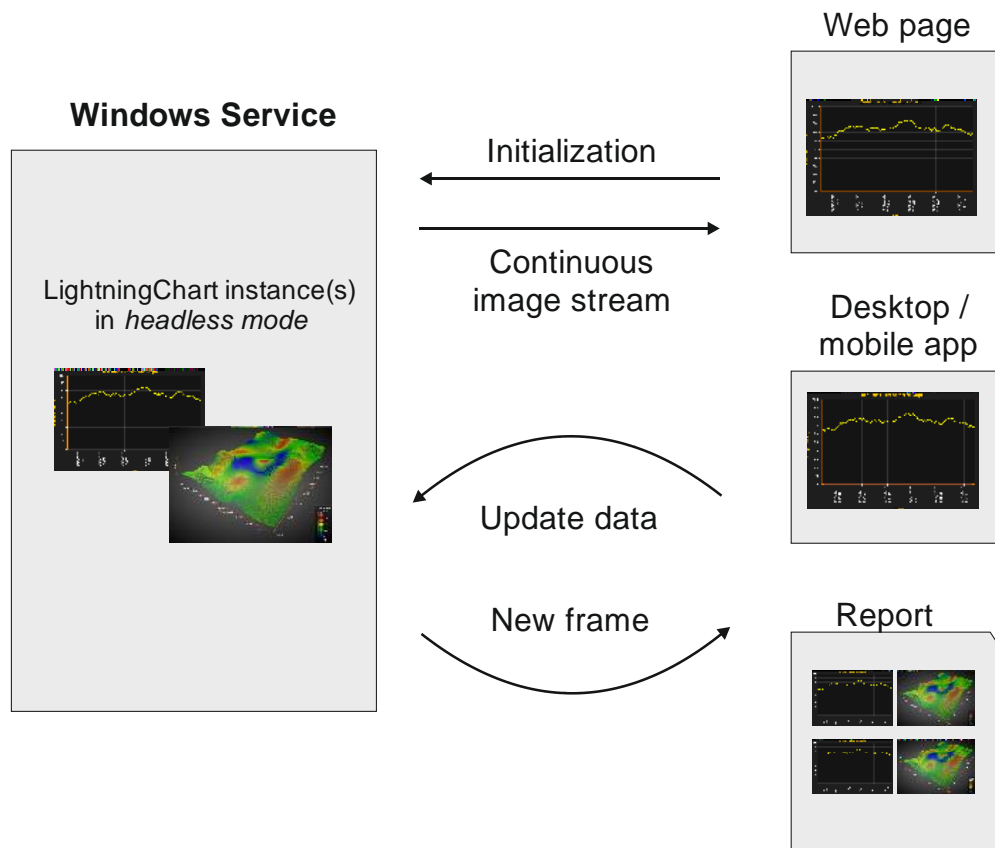 Web page
Windows Service
Initialization
LightningChart instance(s)
in headless mode
Continuous
image stream
Desktop /
mobile app
Update data
New frame
Report